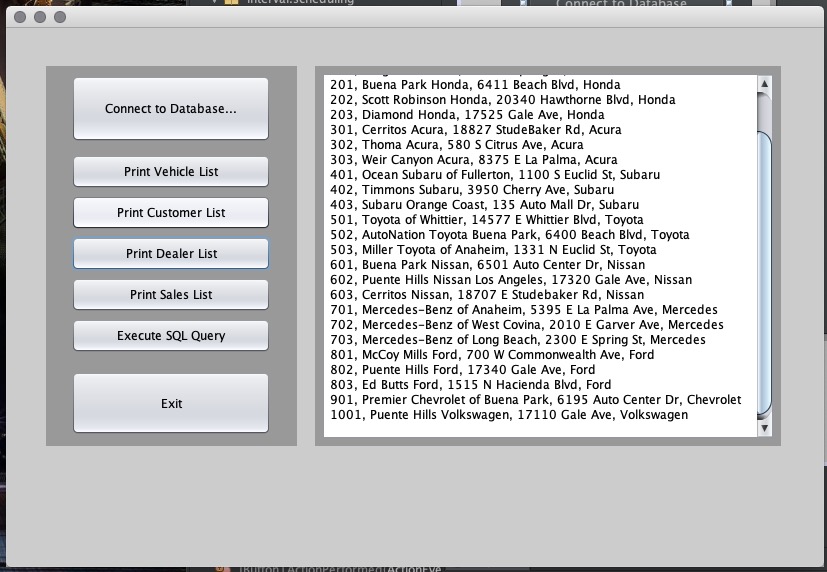 interval.scheduling
Connect to Database
Connect to Database...
Print Vehicle List
Print Customer List
Print Dealer List
Print Sales List
Execute SQL Query
Exit
201, Buena Park Honda, 6411 Beach Blvd, Honda
202, Scott Robinson Honda, 20340 Hawthorne Blvd, Honda
203, Diamond Honda, 17525 Gale Ave, Honda
301, Cerritos Acura, 18827 StudeBaker Rd, Acura
302, Thoma Acura, 580 S Citrus Ave, Acura
303, Weir Canyon Acura, 8375 E La Palma, Acura
401, Ocean Subaru of Fullerton, 1100 S Euclid St, Subaru
402, Timmons Subaru, 3950 Cherry Ave, Subaru
403, Subaru Orange Coast, 135 Auto Mall Dr, Subaru
501, Toyota of Whittier, 14577 E Whittier Blvd, Toyota
502, AutoNation Toyota Buena Park, 6400 Beach Blvd, Toyota
503, Miller Toyota of Anaheim, 1331 N Euclid St, Toyota
601, Buena Park Nissan, 6501 Auto Center Dr, Nissan
602, Puente Hills Nissan Los Angeles, 17320 Gale Ave, Nissan
603, Cerritos Nissan, 18707 E Studebaker Rd, Nissan
701, Mercedes-Benz of Anaheim, 5395 E La Palma Ave, Mercedes
702, Mercedes-Benz of West Covina, 2010 E Garver Ave, Mercedes
703, Mercedes-Benz of Long Beach, 2300 E Spring St, Mercedes
801, McCoy Mills Ford, 700 W Commonwealth Ave, Ford
802, Puente Hills Ford, 17340 Gale Ave, Ford
803, Ed Butts Ford, 1515 N Hacienda Blvd, Ford
901, Premier Chevrolet of Buena Park, 6195 Auto Center Dr, Chevrolet
1001, Puente Hills Volkswagen, 17110 Gale Ave, Volkswagen
jButton1ActionPerformed(ActionEve